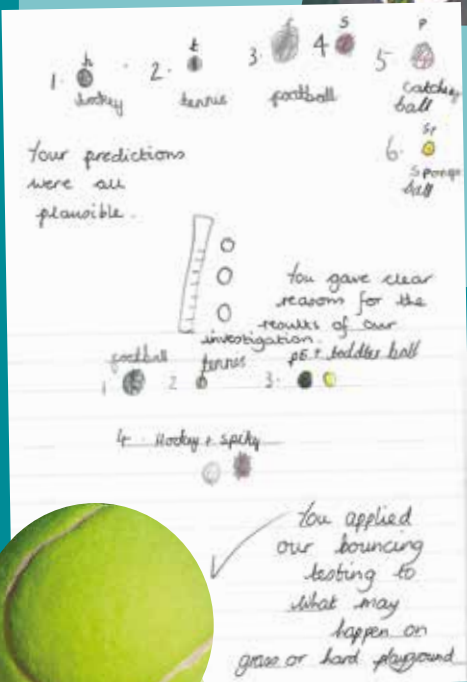 h t f s p
1. 2. 3. 4 5
hockey tennis football catching
ball
sp
6.
Sponge
ball
Your predictions
were all
plausible.
You gave clear
reasons for the
results of our
investigation.
football tennis pE + toddler ball
1 2 3.
4. Hockey + Spiky
You applied
our bouncing
testing to
what may
happen on
grass or hard playground